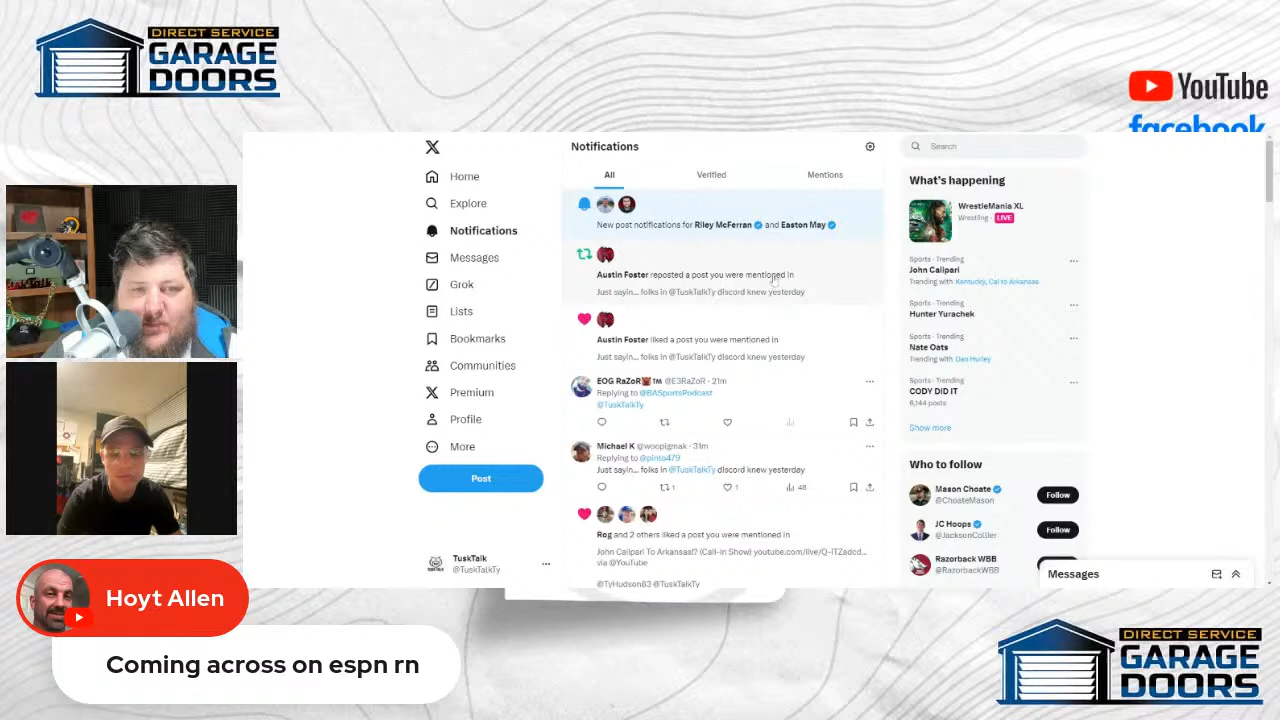 DIRECT SERVICE
GARAGE
DOORS
YouTube
facebook
Home
Explore
Notifications
Messages
Grok
Lists
Bookmarks
Communities
Premium
Profile
More
Post
TuskTalk
@TuskTalkTy
Notifications
All
Verified
Mentions
New post notifications for Riley McFerran and Easton May
Austin Foster reposted a post you were mentioned in
Just sayin... folks in @TuskTalkTy discord knew yesterday
Austin Foster liked a post you were mentioned in
Just sayin... folks in @TuskTalkTy discord knew yesterday
EOG RaZoR™ @E3RaZoR · 21m
Replying to @BASportsPodcast
@TuskTalkTy
Michael K @woopigmak · 31m
Replying to @pinto479
Just sayin... folks in @TuskTalkTy discord knew yesterday
1
1
48
Rog and 2 others liked a post you were mentioned in
John Calipari To Arkansas!? (Call-in Show) youtube.com/live/Q-ITZadcd...
via @YouTube
@TyHudson83 @TuskTalkTy
Search
What's happening
WrestleMania XL
Wrestling · LIVE
Sports · Trending
John Calipari
Trending with Kentucky, Cal to Arkansas
Sports · Trending
Hunter Yurachek
Sports · Trending
Nate Oats
Trending with Dan Hurley
Sports · Trending
CODY DID IT
6,144 posts
Show more
Who to follow
Mason Choate
@ChoateMason
Follow
JC Hoops
@JacksonCollier
Follow
Razorback WBB
@RazorbackWBB
Messages
Hoyt Allen
Coming across on espn rn
DIRECT SERVICE
GARAGE
DOORS